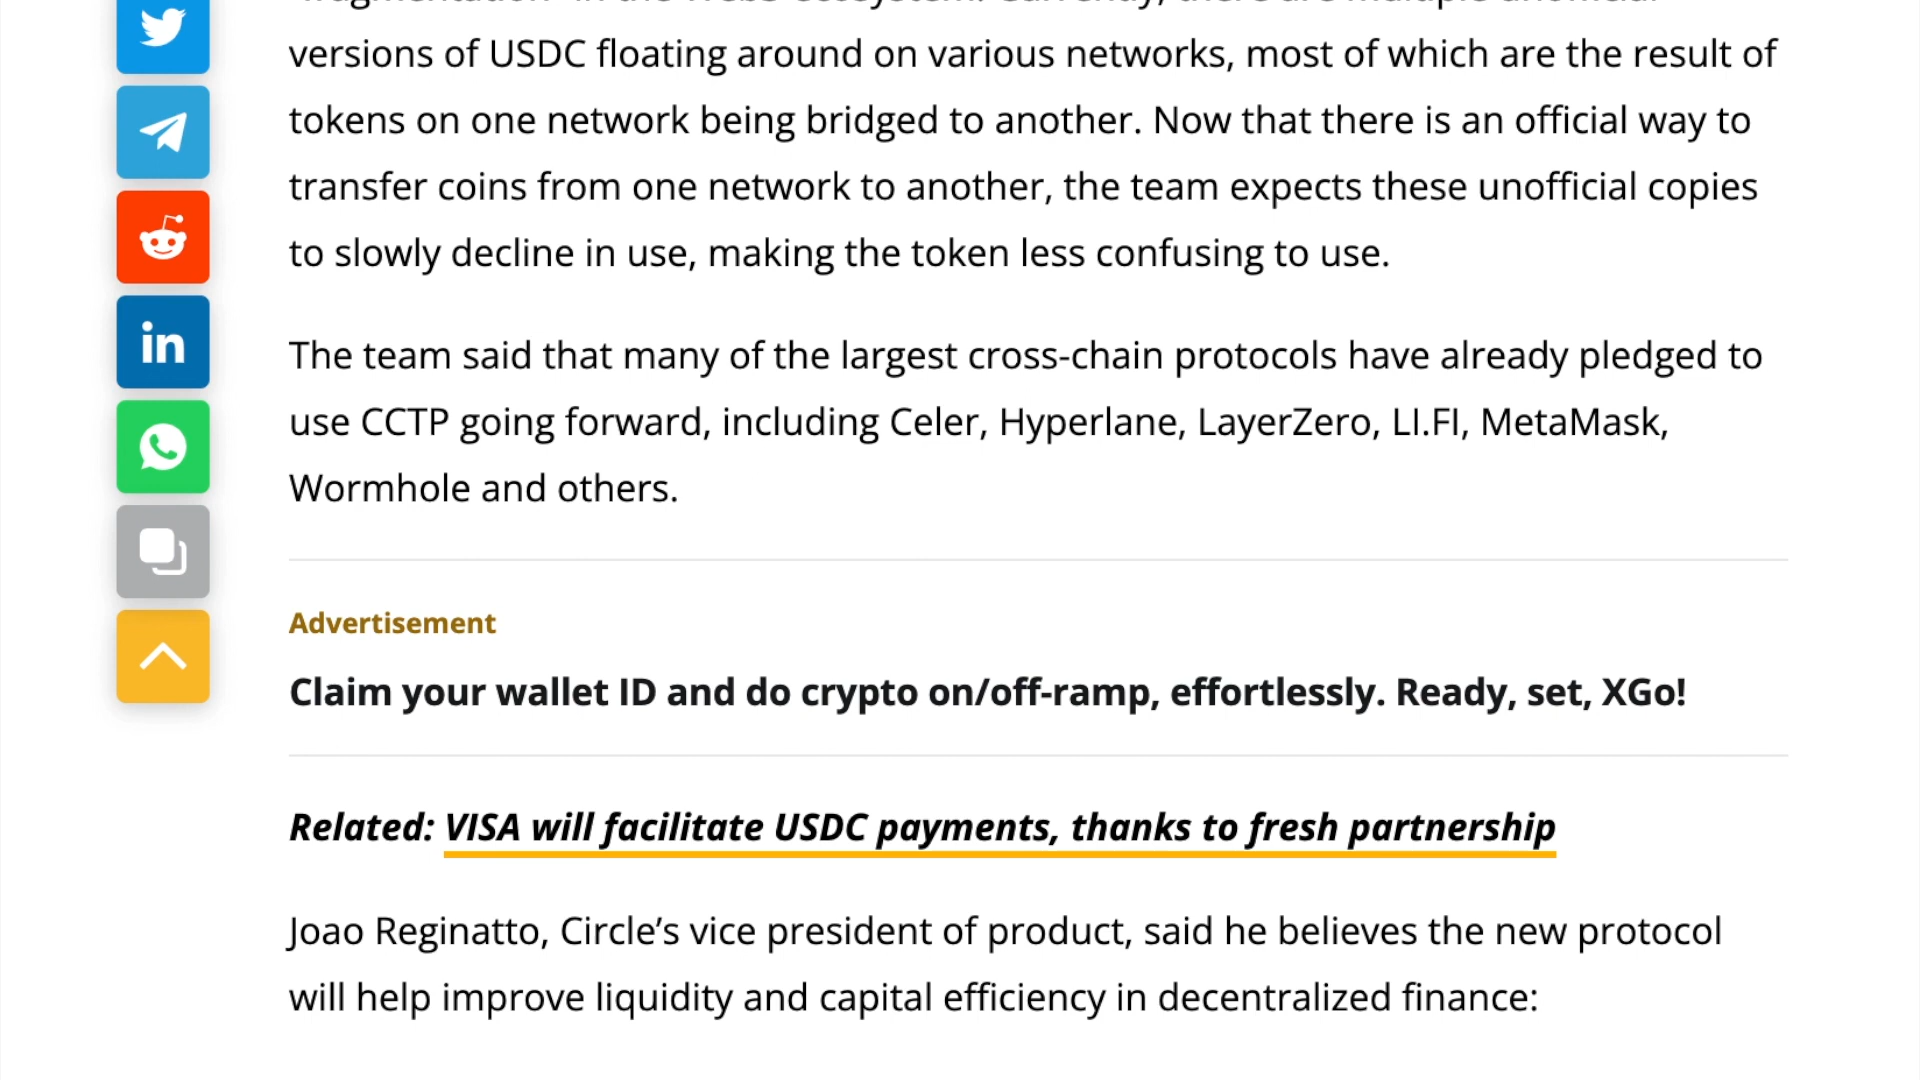 versions of USDC floating around on various networks, most of which are the result of
tokens on one network being bridged to another. Now that there is an official way to
transfer coins from one network to another, the team expects these unofficial copies
to slowly decline in use, making the token less confusing to use.
in
The team said that many of the largest cross-chain protocols have already pledged to
use CCTP going forward, including Celer, Hyperlane, LayerZero, LI.FI, MetaMask,
Wormhole and others.
Advertisement
Claim your wallet ID and do crypto on/off-ramp, effortlessly. Ready, set, XGo!
Related: VISA will facilitate USDC payments, thanks to fresh partnership
Joao Reginatto, Circle’s vice president of product, said he believes the new protocol
will help improve liquidity and capital efficiency in decentralized finance: